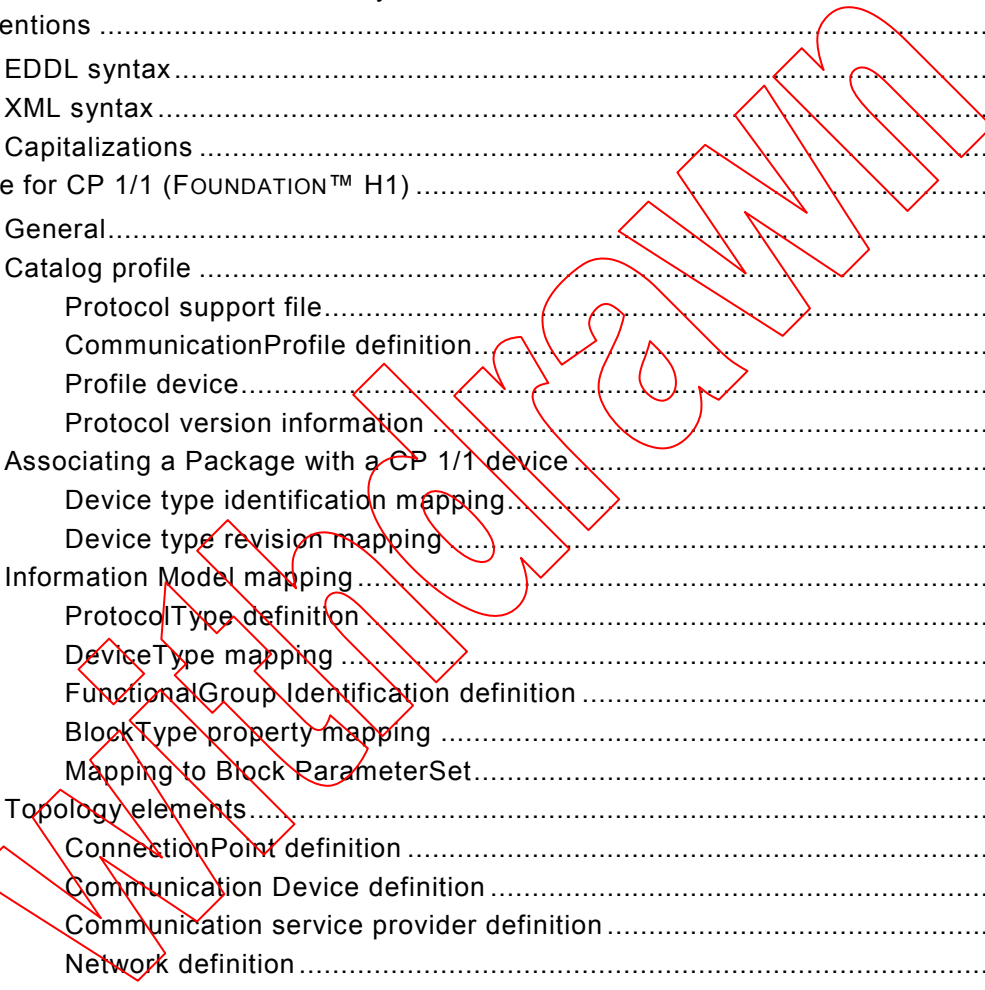 entions ....................................................................................................
EDDL syntax ....................................................................................................
XML syntax ....................................................................................................
Capitalizations ....................................................................................................
e for CP 1/1 (FOUNDATION™ H1) ....................................................................................................
General ....................................................................................................
Catalog profile ....................................................................................................
Protocol support file ....................................................................................................
CommunicationProfile definition ....................................................................................................
Profile device ....................................................................................................
Protocol version information ....................................................................................................
Associating a Package with a CP 1/1 device ....................................................................................................
Device type identification mapping ....................................................................................................
Device type revision mapping ....................................................................................................
Information Model mapping ....................................................................................................
ProtocolType definition ....................................................................................................
DeviceType mapping ....................................................................................................
FunctionalGroup Identification definition ....................................................................................................
BlockType property mapping ....................................................................................................
Mapping to Block ParameterSet ....................................................................................................
Topology elements ....................................................................................................
ConnectionPoint definition ....................................................................................................
Communication Device definition ....................................................................................................
Communication service provider definition ....................................................................................................
Network definition ....................................................................................................
Withdrawn